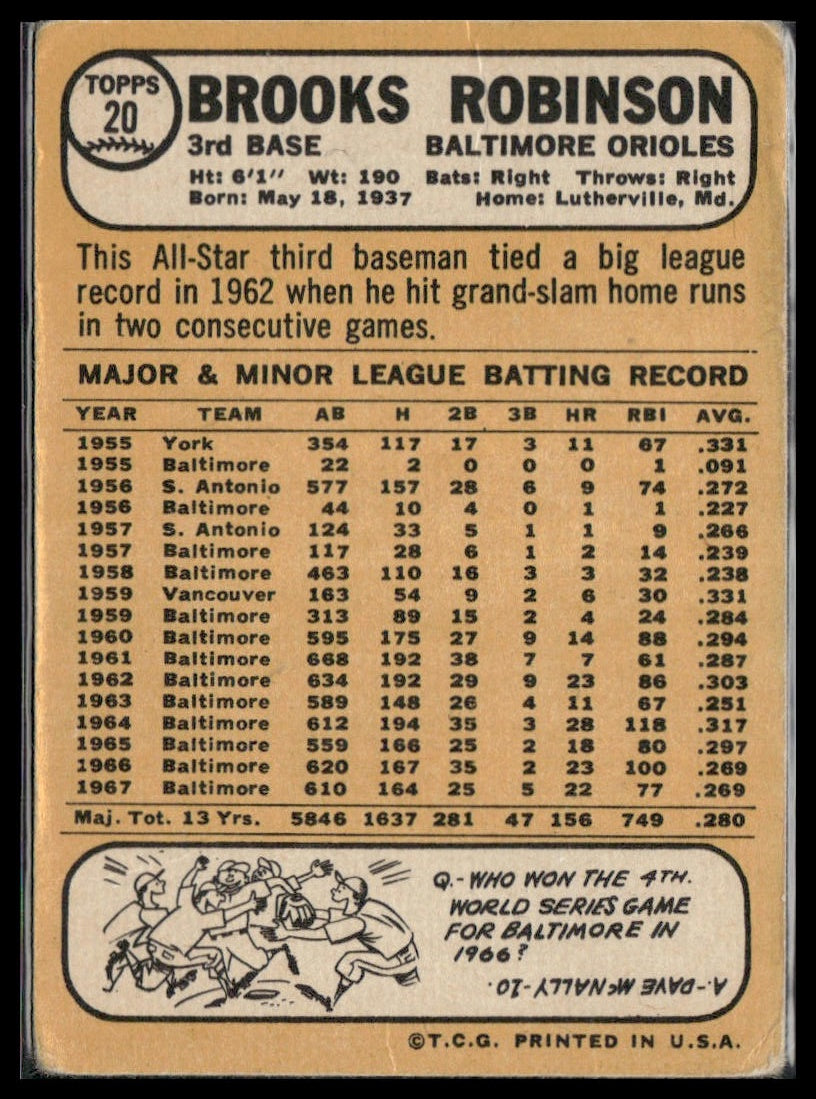 TOPPS
20
BROOKS ROBINSON
3rd BASE BALTIMORE ORIOLES
Ht: 6'1" Wt: 190 Bats: Right Throws: Right
Born: May 18, 1937 Home: Lutherville, Md.
This All-Star third baseman tied a big league
record in 1962 when he hit grand-slam home runs
in two consecutive games.
MAJOR & MINOR LEAGUE BATTING RECORD
YEAR TEAM AB H 2B 3B HR RBI AVG.
1955 York 354 117 17 3 11 67 .331
1955 Baltimore 22 2 0 0 0 1 .091
1956 S. Antonio 577 157 28 6 9 74 .272
1956 Baltimore 44 10 4 0 1 1 .227
1957 S. Antonio 124 33 5 1 1 9 .266
1957 Baltimore 117 28 6 1 2 14 .239
1958 Baltimore 463 110 16 3 3 32 .238
1959 Vancouver 163 54 9 2 6 30 .331
1959 Baltimore 313 89 15 2 4 24 .284
1960 Baltimore 595 175 27 9 14 88 .294
1961 Baltimore 668 192 38 7 7 61 .287
1962 Baltimore 634 192 29 9 23 86 .303
1963 Baltimore 589 148 26 4 11 67 .251
1964 Baltimore 612 194 35 3 28 118 .317
1965 Baltimore 559 166 25 2 18 80 .297
1966 Baltimore 620 167 35 2 23 100 .269
1967 Baltimore 610 164 25 5 22 77 .269
Maj. Tot. 13 Yrs. 5846 1637 281 47 156 749 .280
Q.-WHO WON THE 4TH.
WORLD SERIES GAME
FOR BALTIMORE IN
1966?
A.-DAVE McNALLY-1-0.
©T.C.G. PRINTED IN U.S.A.